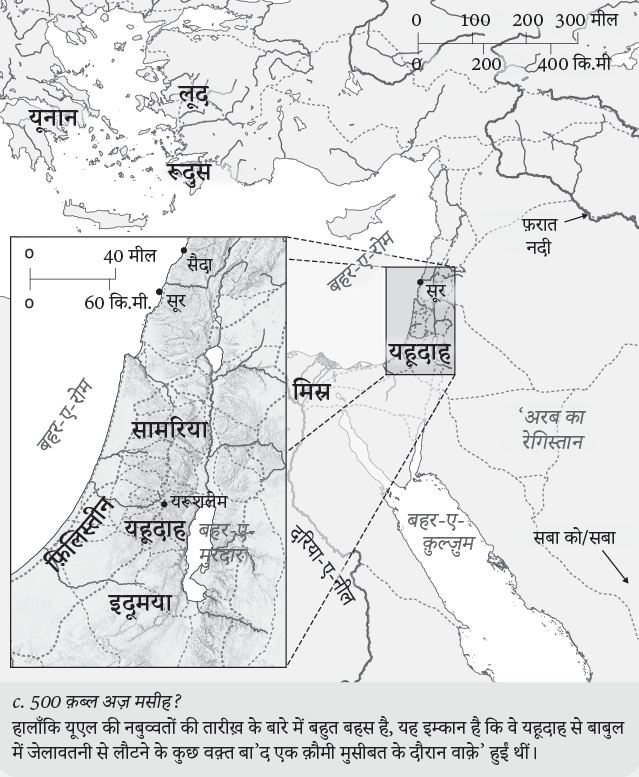 0 100 200 300 मील
0 200 400 कि.मी
लूद
यूनान
रूदुस
फ़रात
नदी
बहर-ए-रोम
0 40 मील
0 60 कि.मी.
सैदा
सूर
सूर
यहूदाह
मिस्र
'अरब का
रेगिस्तान
बहर-ए-रोम
सामरिया
यरूशलेम
फ़िलिस्तीन
यहूदाह
बहर-ए-
मुरदार
इदूमया
बहर-ए-
क़ुल्ज़ुम
दरिया-ए-नील
सबा को/सबा
c. 500 क़ब्ल अज़ मसीह?
हालाँकि यूएल की नबुव्वतों की तारीख़ के बारे में बहुत बहस है, यह इम्कान है कि वे यहूदाह से बाबुल
में जेलावतनी से लौटने के कुछ वक़्त बा'द एक क़ौमी मुसीबत के दौरान वाक़े' हुईं थीं।